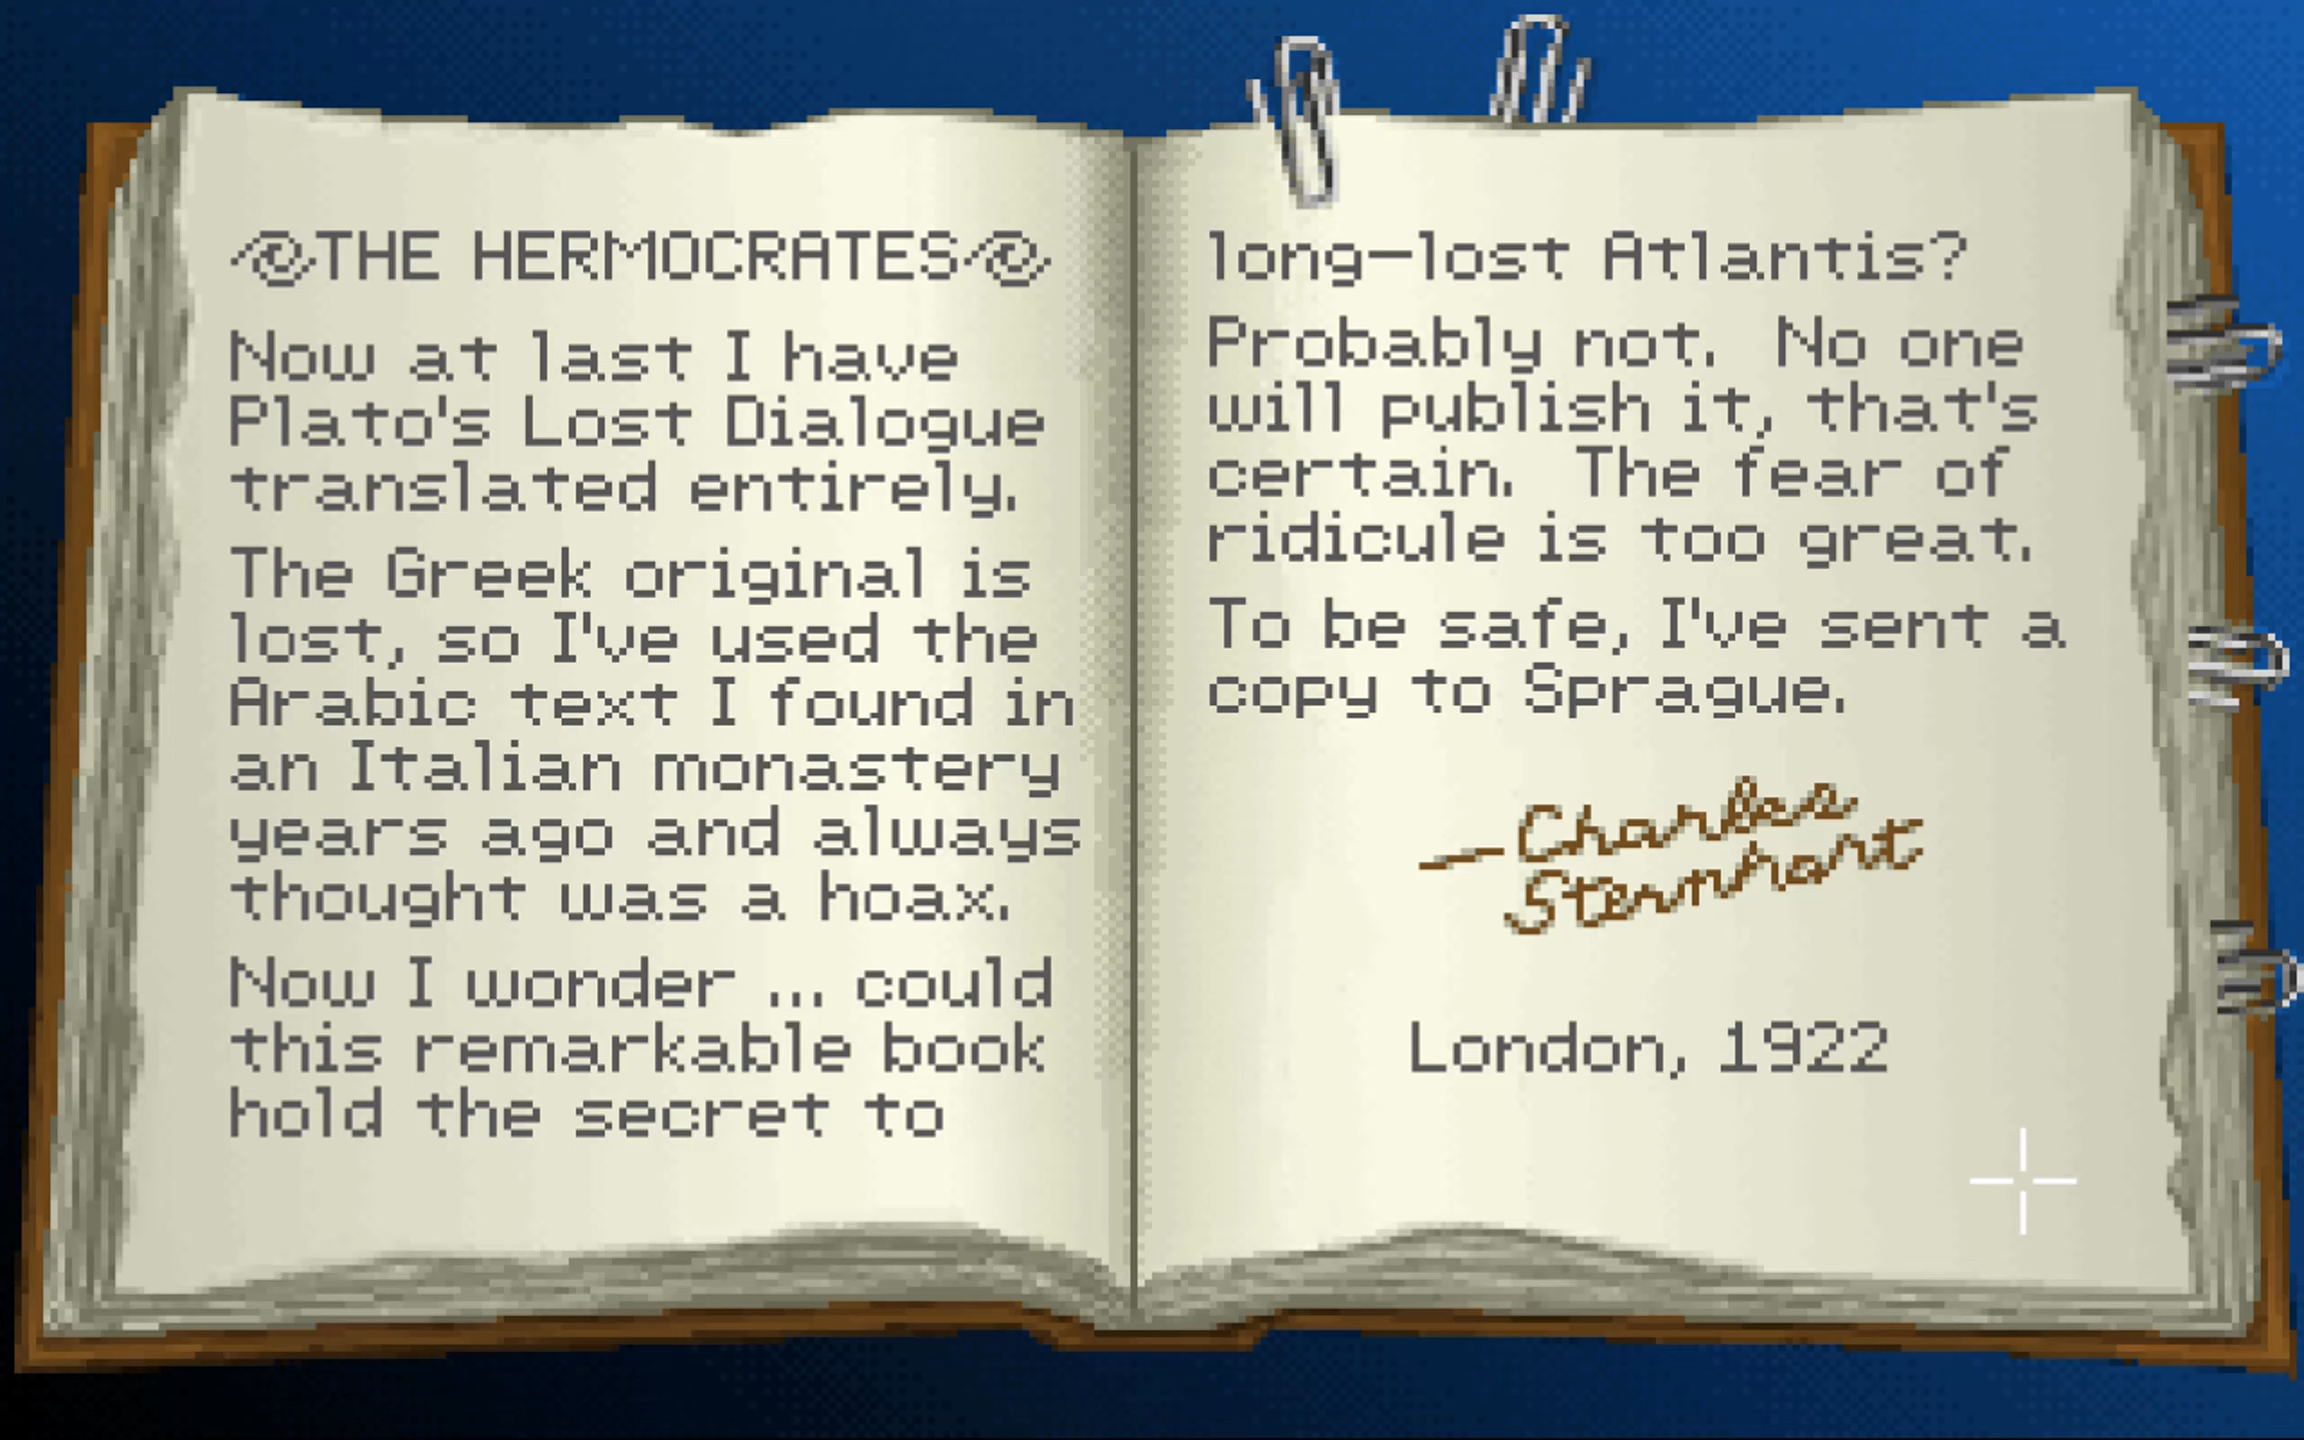 THE HERMOCRATES
Now at last I have
Plato's Lost Dialogue
translated entirely.
The Greek original is
lost, so I've used the
Arabic text I found in
an Italian monastery
years ago and always
thought was a hoax.
Now I wonder ... could
this remarkable book
hold the secret to
long-lost Atlantis?
Probably not.  No one
will publish it, that's
certain.  The fear of
ridicule is too great.
To be safe, I've sent a
copy to Sprague.
—Charles
Sternhart
London, 1922